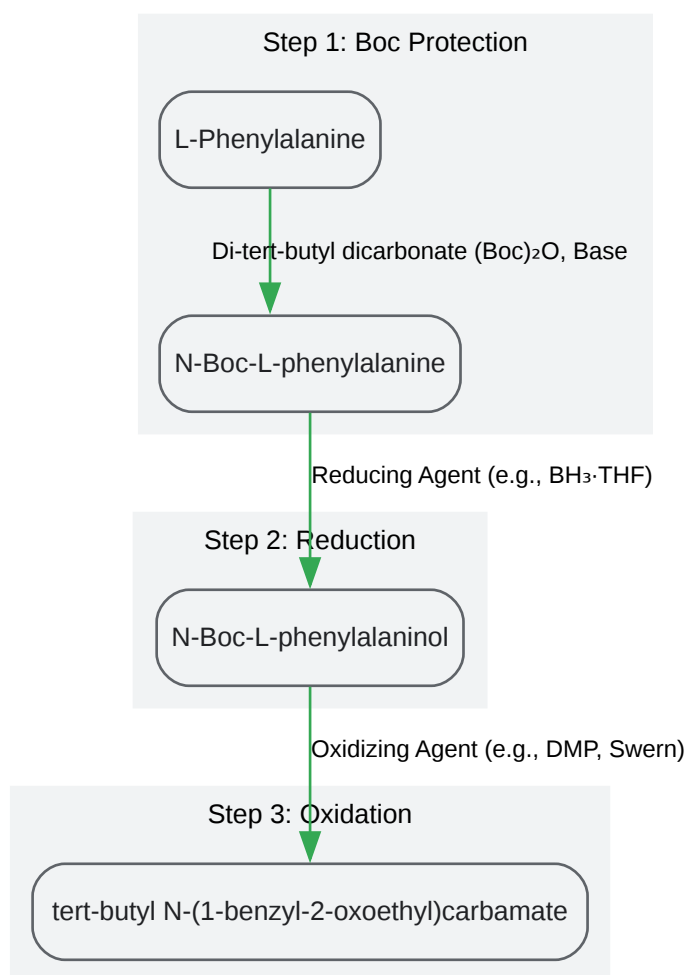 Step 1: Boc Protection
L-Phenylalanine
Di-tert-butyl dicarbonate (Boc)₂O, Base
N-Boc-L-phenylalanine
Reducing Agent (e.g., BH₃·THF)
Step 2: Reduction
N-Boc-L-phenylalaninol
Oxidizing Agent (e.g., DMP, Swern)
Step 3: Oxidation
tert-butyl N-(1-benzyl-2-oxoethyl)carbamate